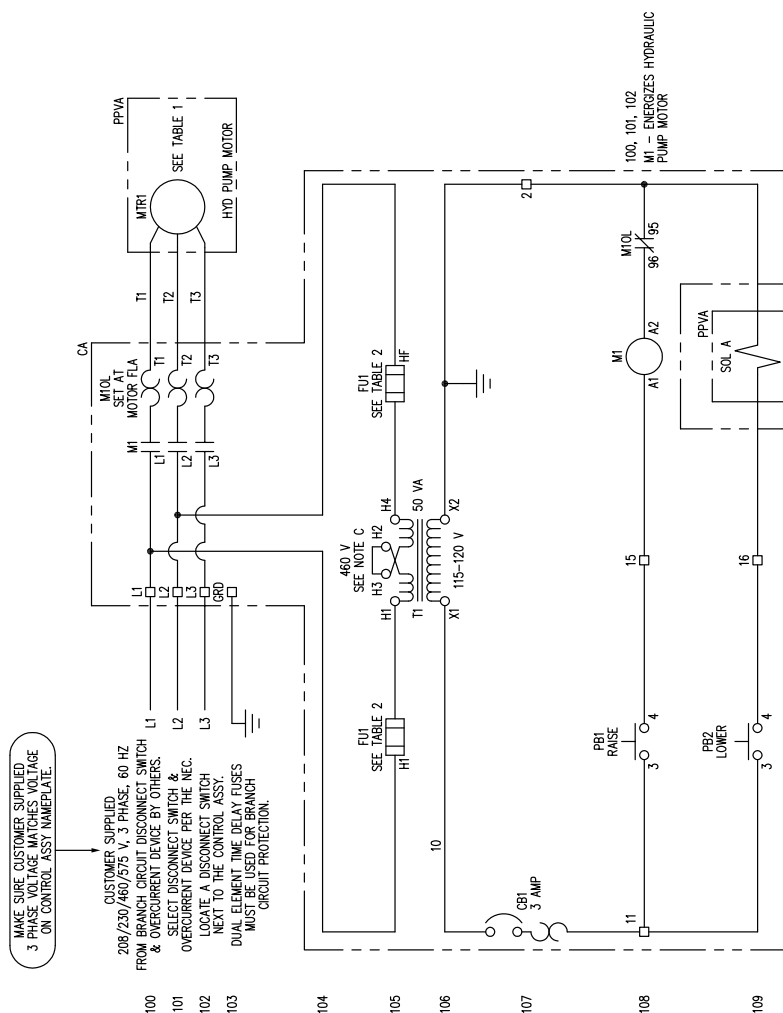 MAKE SURE CUSTOMER SUPPLIED
3 PHASE VOLTAGE MATCHES VOLTAGE
ON CONTROL ASSY NAMEPLATE.
CUSTOMER SUPPLIED
208/230/460/575 V, 3 PHASE, 60 HZ
FROM BRANCH CIRCUIT DISCONNECT SWITCH
& OVERCURRENT DEVICE BY OTHERS.
SELECT DISCONNECT SWITCH &
OVERCURRENT DEVICE PER THE NEC.
LOCATE A DISCONNECT SWITCH
NEXT TO THE CONTROL ASSY.
DUAL ELEMENT TIME DELAY FUSES
MUST BE USED FOR BRANCH
CIRCUIT PROTECTION.
CA
M1OL
SET AT
MOTOR FLA
PPVA
MTR1
SEE TABLE 1
HYD PUMP MOTOR
100
L1
L1
M1
L1
T1
T1
101
L2
L2
L2
T2
T2
102
L3
L3
L3
T3
T3
103
GRD
104
105
FU1
SEE TABLE 2
H1
460 V
SEE NOTE C
H1
H3
H2
H4
FU1
SEE TABLE 2
HF
T1
50 VA
106
10
X1
115-120 V
X2
107
CB1
3 AMP
2
108
11
PB1
RAISE
3
4
15
A1
M1
A2
M1OL
96
95
100, 101, 102
M1 - ENERGIZES HYDRAULIC
PUMP MOTOR
109
PB2
LOWER
3
4
16
PPVA
SOL A